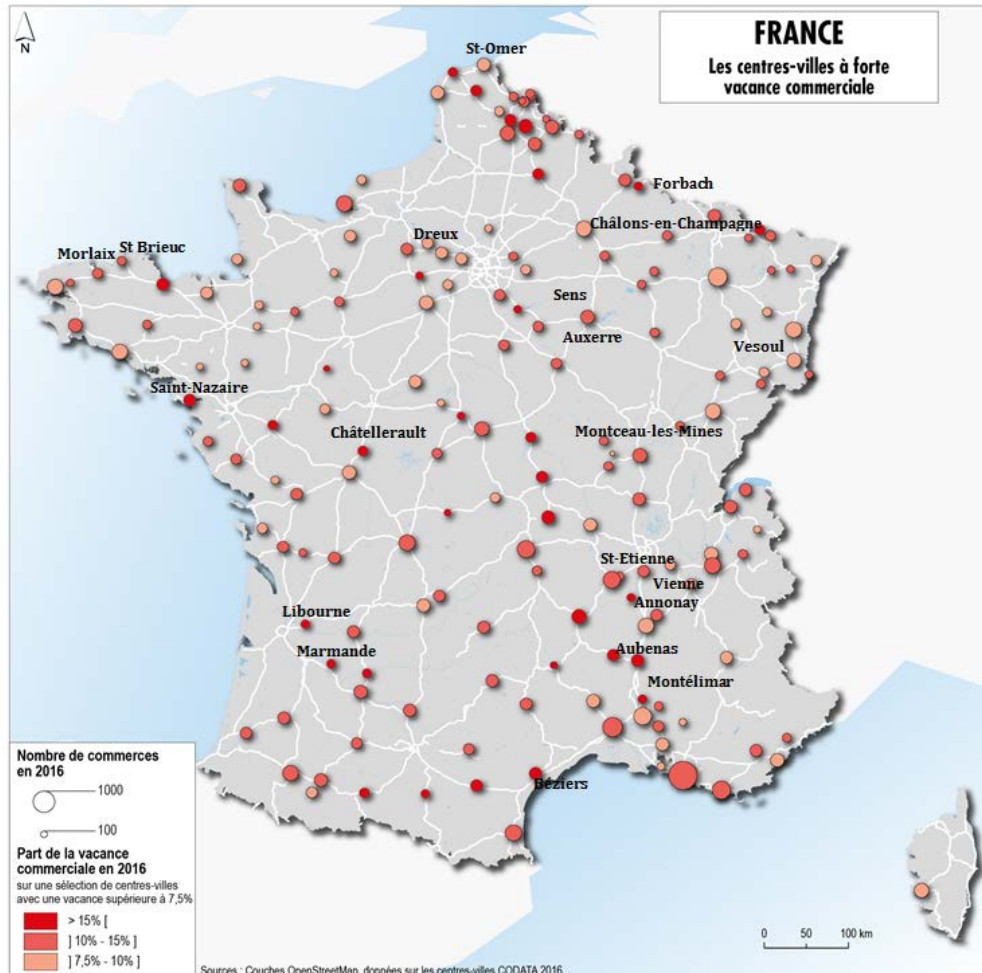 FRANCE
Les centres-villes à forte
vacance commerciale
N
St-Omer
Forbach
Châlons-en-Champagne
Dreux
St Brieuc
Morlaix
Sens
Auxerre
Vesoul
Saint-Nazaire
Châtellerault
Montceau-les-Mines
St-Etienne
Vienne
Annonay
Libourne
Aubenas
Marmande
Montélimar
Béziers
Nombre de commerces
en 2016
1000
100
Part de la vacance
commerciale en 2016
sur une sélection de centres-villes
avec une vacance supérieure à 7,5%
> 15% [
] 10% - 15% ]
] 7,5% - 10% ]
0 50 100 km
Sources : Couches OpenStreetMap, données sur les centres-villes CODATA 2016